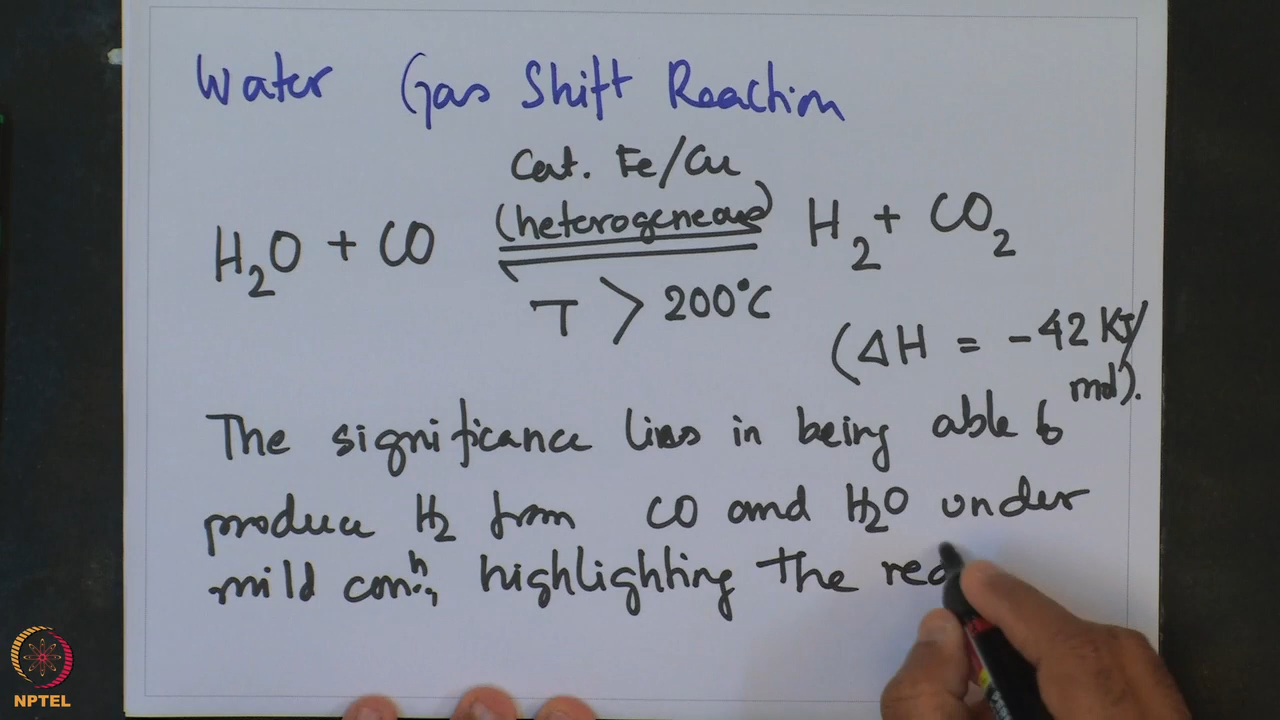 Water Gas Shift Reaction
Cat. Fe/Cu
(heterogeneous)
H2O + CO ⇌ H2 + CO2
T > 200°C
(ΔH = -42 KJ/
mol).
The significance lies in being able to
produce H2 from CO and H2O under
mild conn, highlighting the
NPTEL